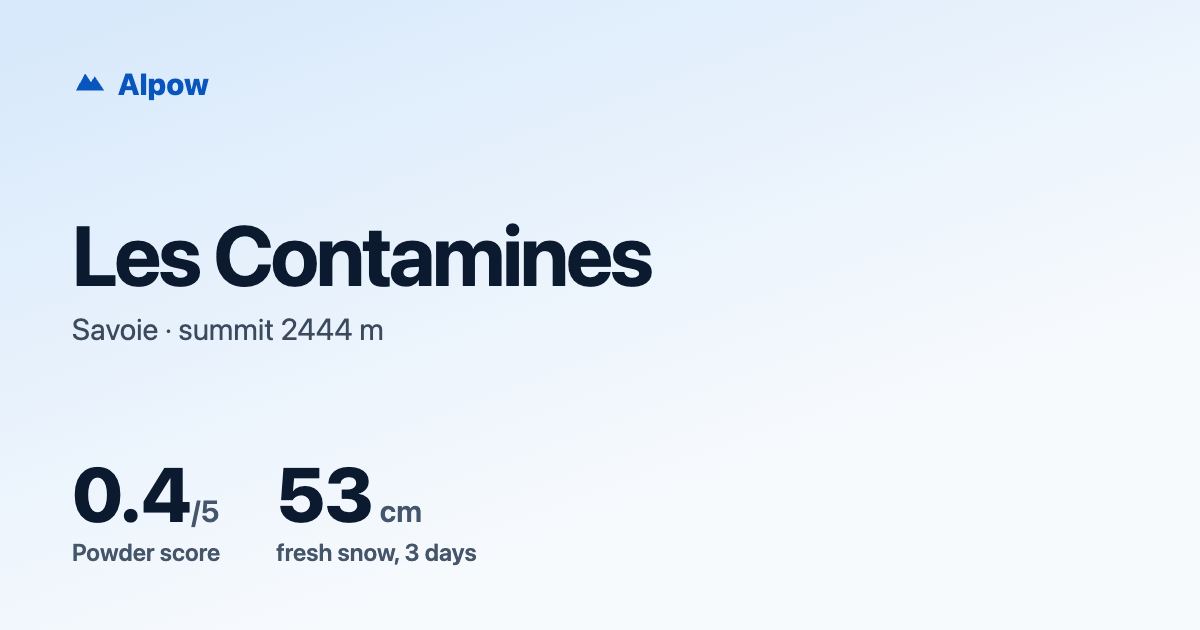 Alpow
Les Contamines
Savoie · summit 2444 m
0.4/5 53 cm
Powder score fresh snow, 3 days